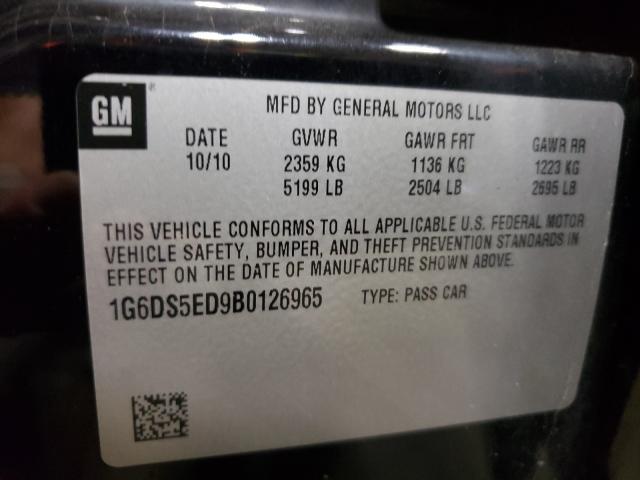 GM
®
MFD BY GENERAL MOTORS LLC
DATE GVWR GAWR FRT GAWR RR
10/10 2359 KG 1136 KG 1223 KG
5199 LB 2504 LB 2695 LB
THIS VEHICLE CONFORMS TO ALL APPLICABLE U.S. FEDERAL MOTOR
VEHICLE SAFETY, BUMPER, AND THEFT PREVENTION STANDARDS IN
EFFECT ON THE DATE OF MANUFACTURE SHOWN ABOVE.
1G6DS5ED9B0126965 TYPE: PASS CAR